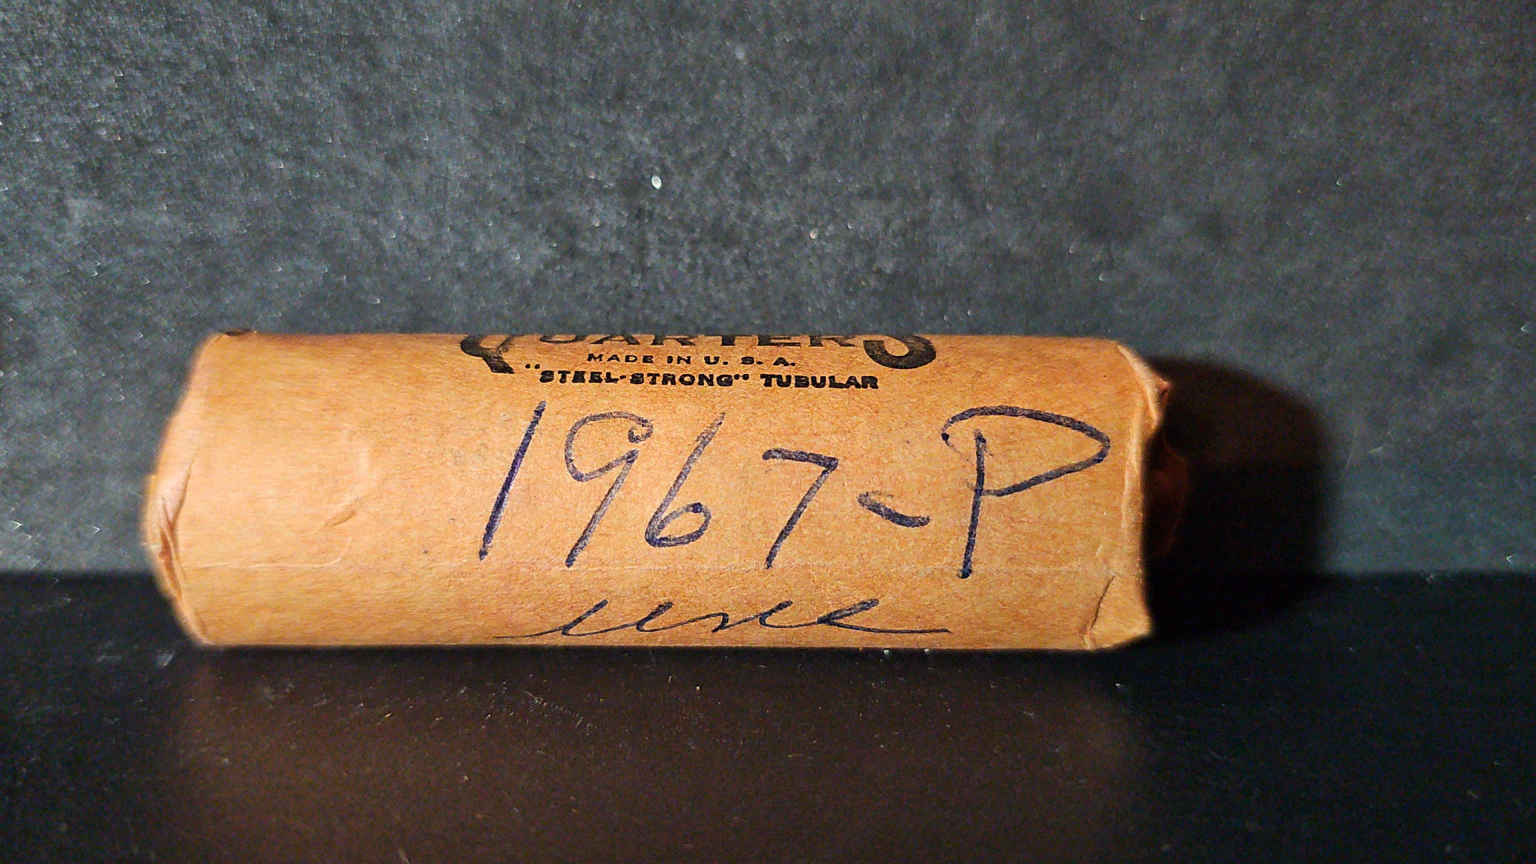 QUARTERS
MADE IN U. S. A.
"STEEL-STRONG" TUBULAR
1967-P
unc